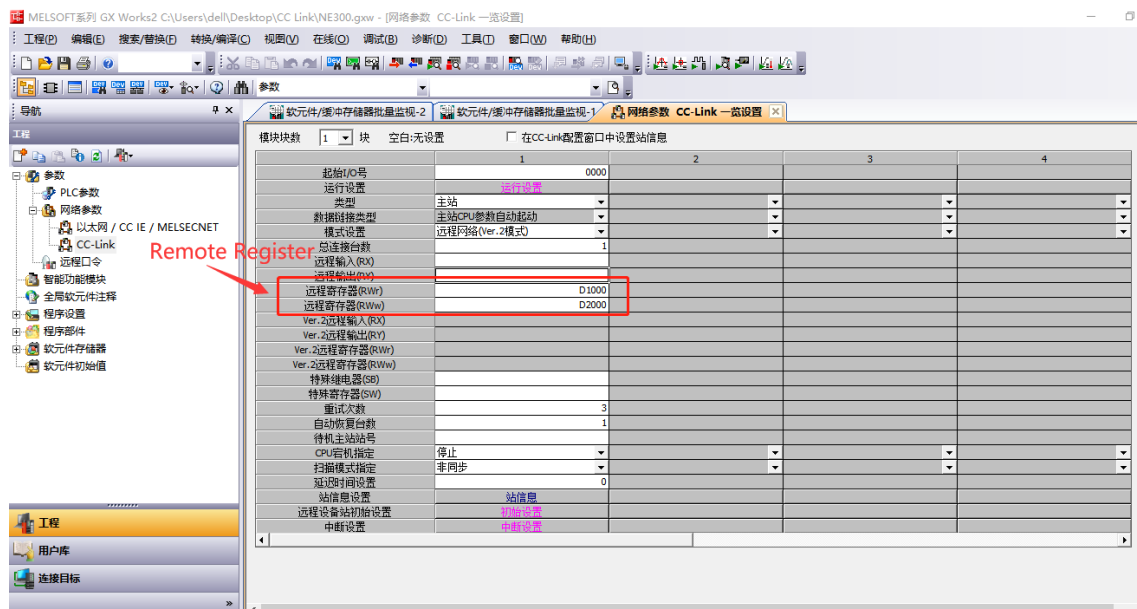 MELSOFT系列 GX Works2 C:\Users\dell\Desktop\CC Link\NE300.gxw - [网络参数 CC-Link 一览设置]
工程(P) 编辑(E) 搜索/替换(F) 转换/编译(C) 视图(V) 在线(O) 调试(B) 诊断(D) 工具(T) 窗口(W) 帮助(H)
参数
导航
软元件/缓冲存储器批量监视-2 软元件/缓冲存储器批量监视-1 网络参数 CC-Link 一览设置
工程
模块块数 1 块 空白:无设置 在CC-Link配置窗口中设置站信息
参数
PLC参数
网络参数
以太网 / CC IE / MELSECNET
CC-Link
远程口令
智能功能模块
全局软元件注释
程序设置
程序部件
软元件存储器
软元件初始值
Remote Register
1 2 3 4
起始I/O号 0000
运行设置 运行设置
类型 主站
数据链接类型 主站CPU参数自动起动
模式设置 远程网络(Ver.2模式)
总连接台数 1
远程输入(RX)
远程输出(RY)
远程寄存器(RWr) D1000
远程寄存器(RWw) D2000
Ver.2远程输入(RX)
Ver.2远程输出(RY)
Ver.2远程寄存器(RWr)
Ver.2远程寄存器(RWw)
特殊继电器(SB)
特殊寄存器(SW)
重试次数 3
自动恢复台数 1
待机主站站号
CPU宕机指定 停止
扫描模式指定 非同步
延迟时间设置 0
站信息设置 站信息
远程设备站初始设置 初始设置
中断设置 中断设置
工程
用户库
连接目标